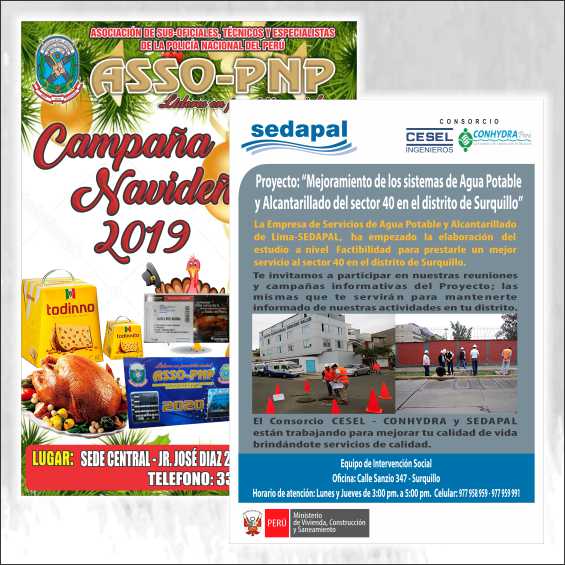 ASOCIACIÓN DE SUB-OFICIALES, TÉCNICOS Y ESPECIALISTAS
DE LA POLICÍA NACIONAL DEL PERÚ
ASSO-PNP
Líderes en
Campaña
Navideñ
2019
todinno
todinno
ASSO-PNP
2020
LUGAR: SEDE CENTRAL - JR. JOSÉ DIAZ 2
TELEFONO: 33
sedapal
CONSORCIO
CESEL
INGENIEROS
CONHYDRA Perú
Proyecto: “Mejoramiento de los sistemas de Agua Potable
y Alcantarillado del sector 40 en el distrito de Surquillo”
La Empresa de Servicios de Agua Potable y Alcantarillado
de Lima-SEDAPAL, ha empezado la elaboración del
estudio a nivel Factibilidad para prestarle un mejor
servicio al sector 40 en el distrito de Surquillo.
Te invitamos a participar en nuestras reuniones
y campañas informativas del Proyecto; las
mismas que te servirán para mantenerte
informado de nuestras actividades en tu distrito.
El Consorcio CESEL - CONHYDRA y SEDAPAL
están trabajando para mejorar tu calidad de vida
brindándote servicios de calidad.
Equipo de Intervención Social
Oficina: Calle Sanzio 347 - Surquillo
Horario de atención: Lunes y Jueves de 3:00 pm. a 5:00 pm. Celular: 977 958 959 - 977 959 991
PERÚ
Ministerio
de Vivienda, Construcción
y Saneamiento